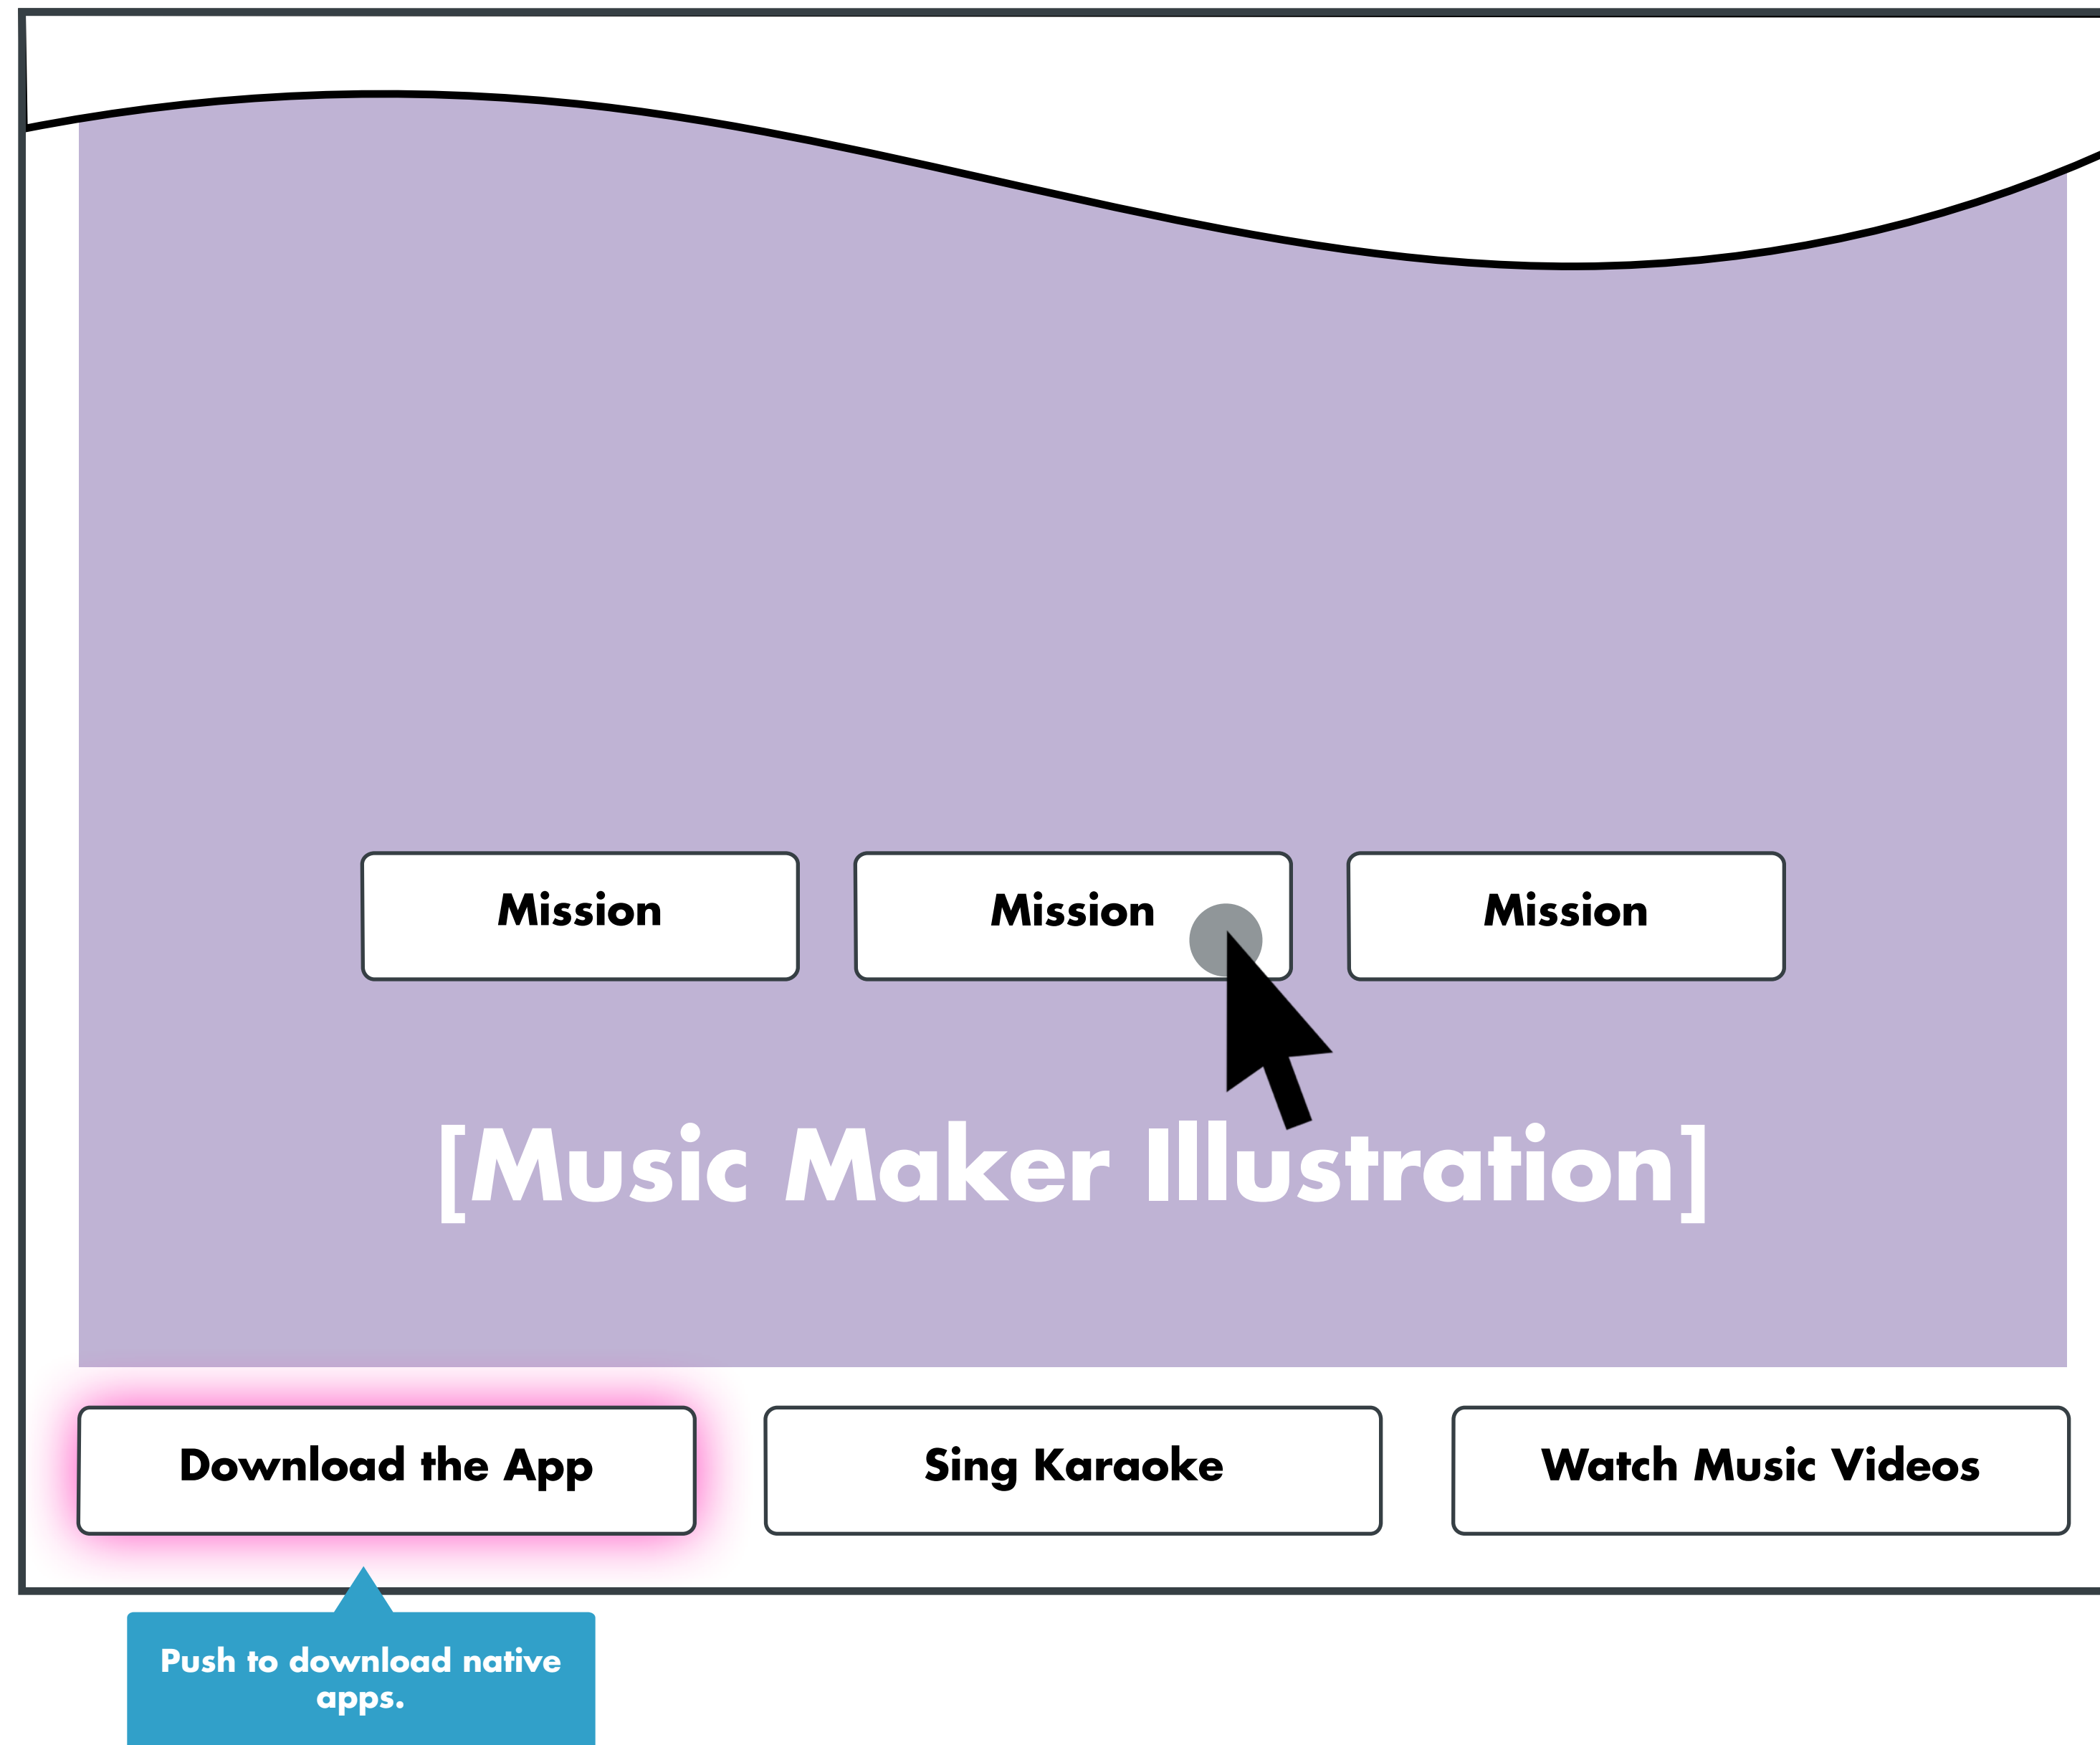 Mission
Mission
Mission
[Music Maker Illustration]
Download the App
Sing Karaoke
Watch Music Videos
Push to download native
apps.